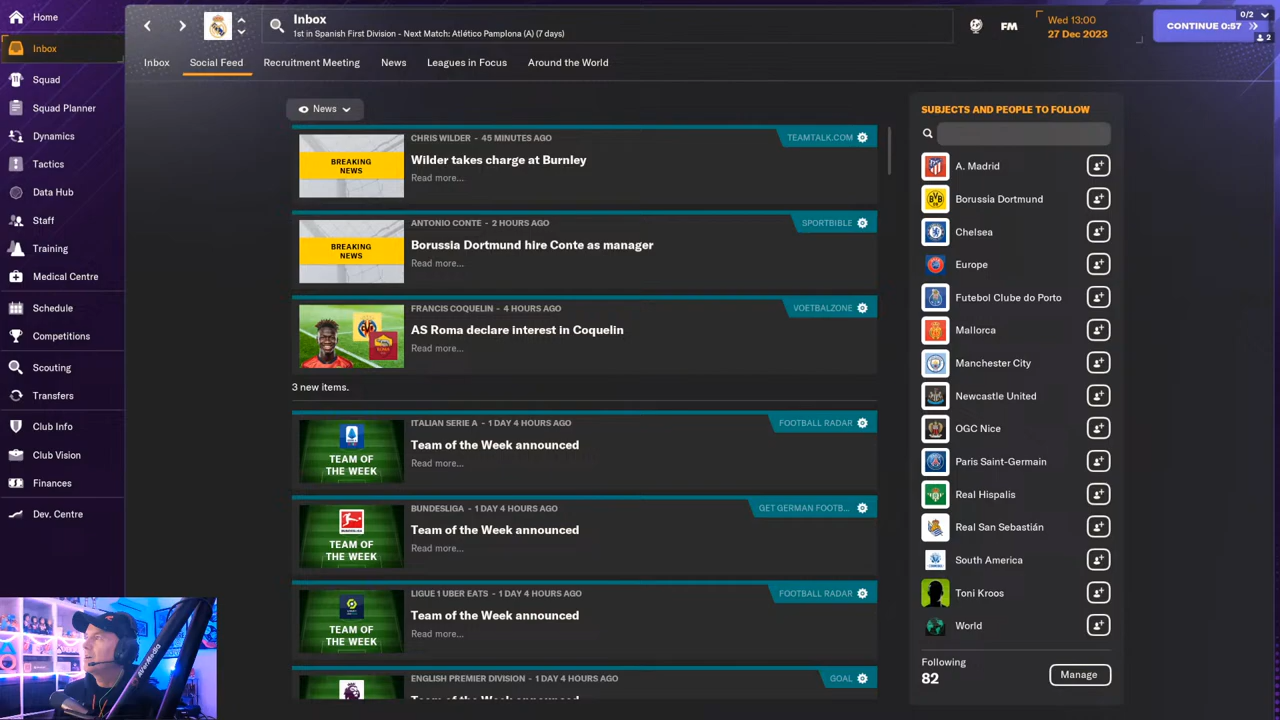 Home
Inbox
Squad
Squad Planner
Dynamics
Tactics
Data Hub
Staff
Training
Medical Centre
Schedule
Competitions
Scouting
Transfers
Club Info
Club Vision
Finances
Dev. Centre
Inbox
1st in Spanish First Division - Next Match: Atlético Pamplona (A) (7 days)
FM
Wed 13:00
27 Dec 2023
0/2
CONTINUE 0:57
2
Inbox
Social Feed
Recruitment Meeting
News
Leagues in Focus
Around the World
News
CHRIS WILDER - 45 MINUTES AGO
TEAMTALK.COM
BREAKING
NEWS
Wilder takes charge at Burnley
Read more...
ANTONIO CONTE - 2 HOURS AGO
SPORTBIBLE
BREAKING
NEWS
Borussia Dortmund hire Conte as manager
Read more...
FRANCIS COQUELIN - 4 HOURS AGO
VOETBALZONE
AS Roma declare interest in Coquelin
Read more...
3 new items.
ITALIAN SERIE A - 1 DAY 4 HOURS AGO
FOOTBALL RADAR
TEAM OF
THE WEEK
Team of the Week announced
Read more...
BUNDESLIGA - 1 DAY 4 HOURS AGO
GET GERMAN FOOTB...
TEAM OF
THE WEEK
Team of the Week announced
Read more...
LIGUE 1 UBER EATS - 1 DAY 4 HOURS AGO
FOOTBALL RADAR
TEAM OF
THE WEEK
Team of the Week announced
Read more...
ENGLISH PREMIER DIVISION - 1 DAY 4 HOURS AGO
GOAL
Team of the Week announced
SUBJECTS AND PEOPLE TO FOLLOW
A. Madrid
Borussia Dortmund
Chelsea
Europe
Futebol Clube do Porto
Mallorca
Manchester City
Newcastle United
OGC Nice
Paris Saint-Germain
Real Hispalis
Real San Sebastián
South America
Toni Kroos
World
Following
82
Manage